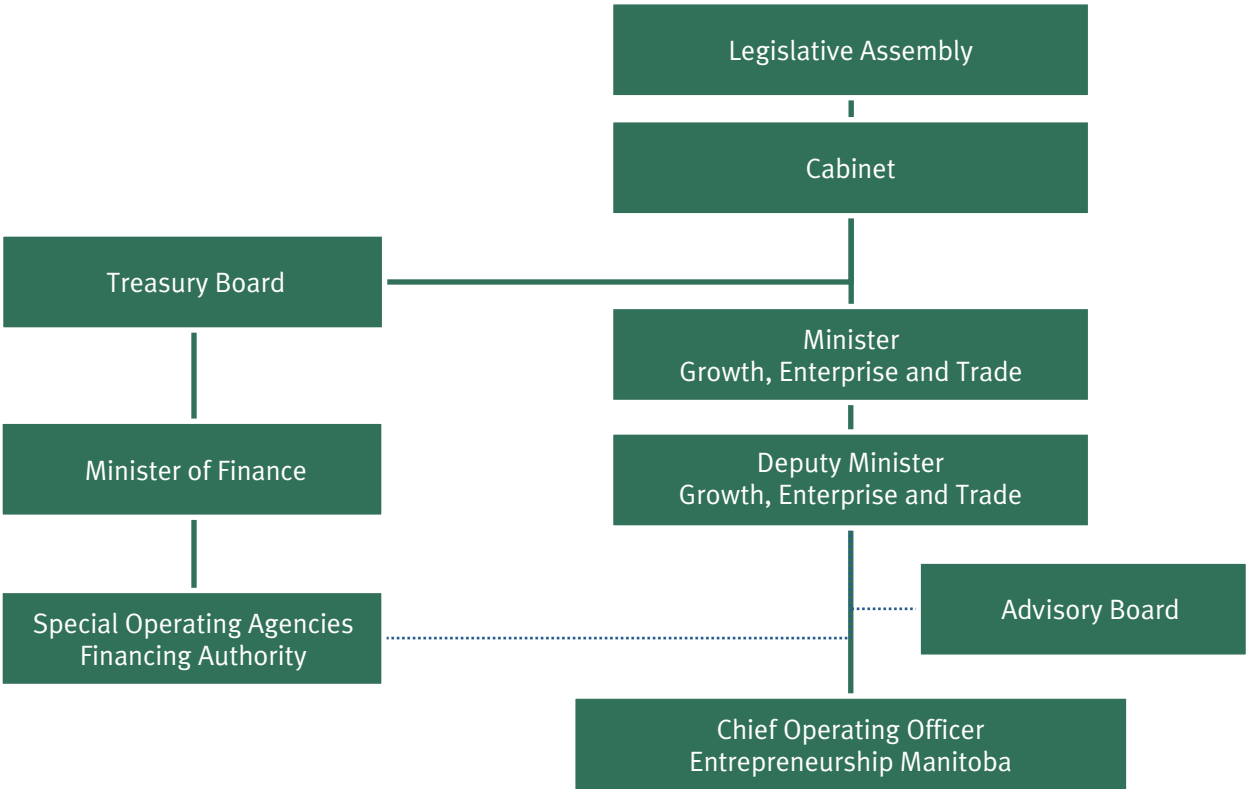 Legislative Assembly
Cabinet
Treasury Board
Minister
Growth, Enterprise and Trade
Minister of Finance
Deputy Minister
Growth, Enterprise and Trade
Special Operating Agencies
Financing Authority
Advisory Board
Chief Operating Officer
Entrepreneurship Manitoba